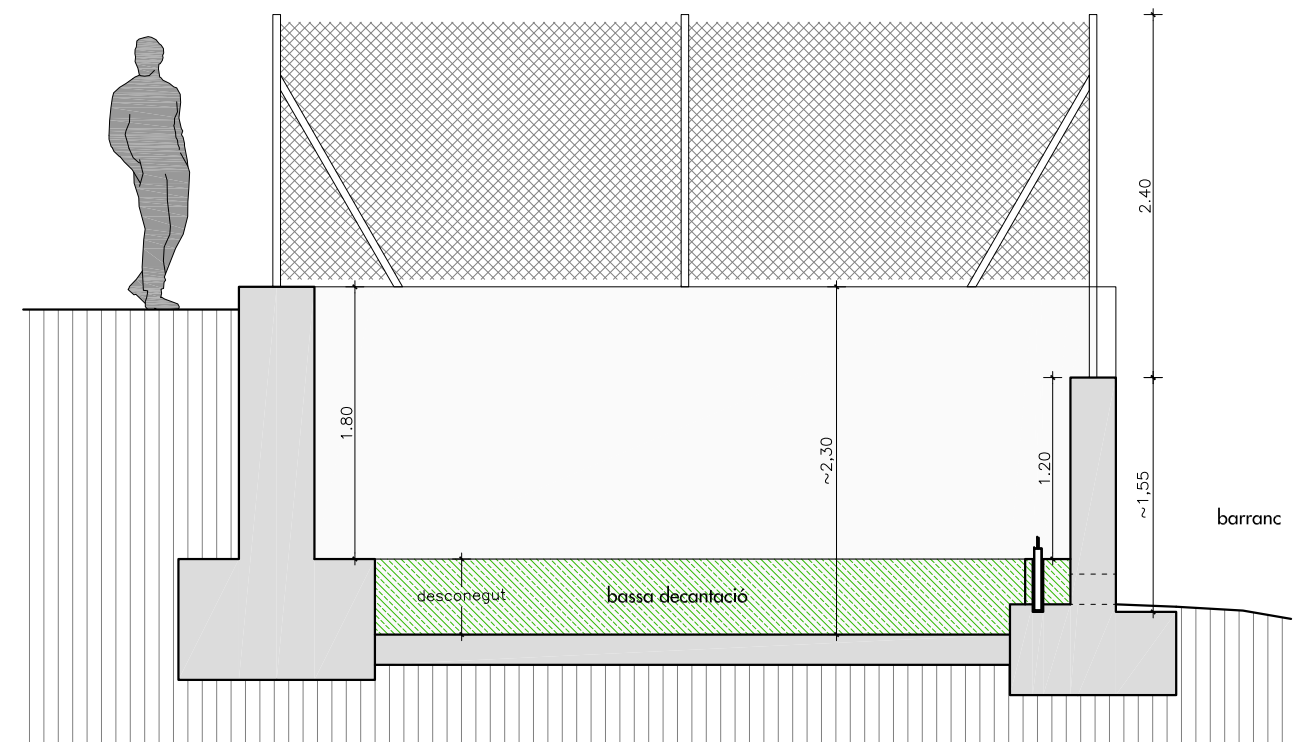 2.40
1.80
~2,30
1.20
~1,55
barranc
desconegut
bassa decantació